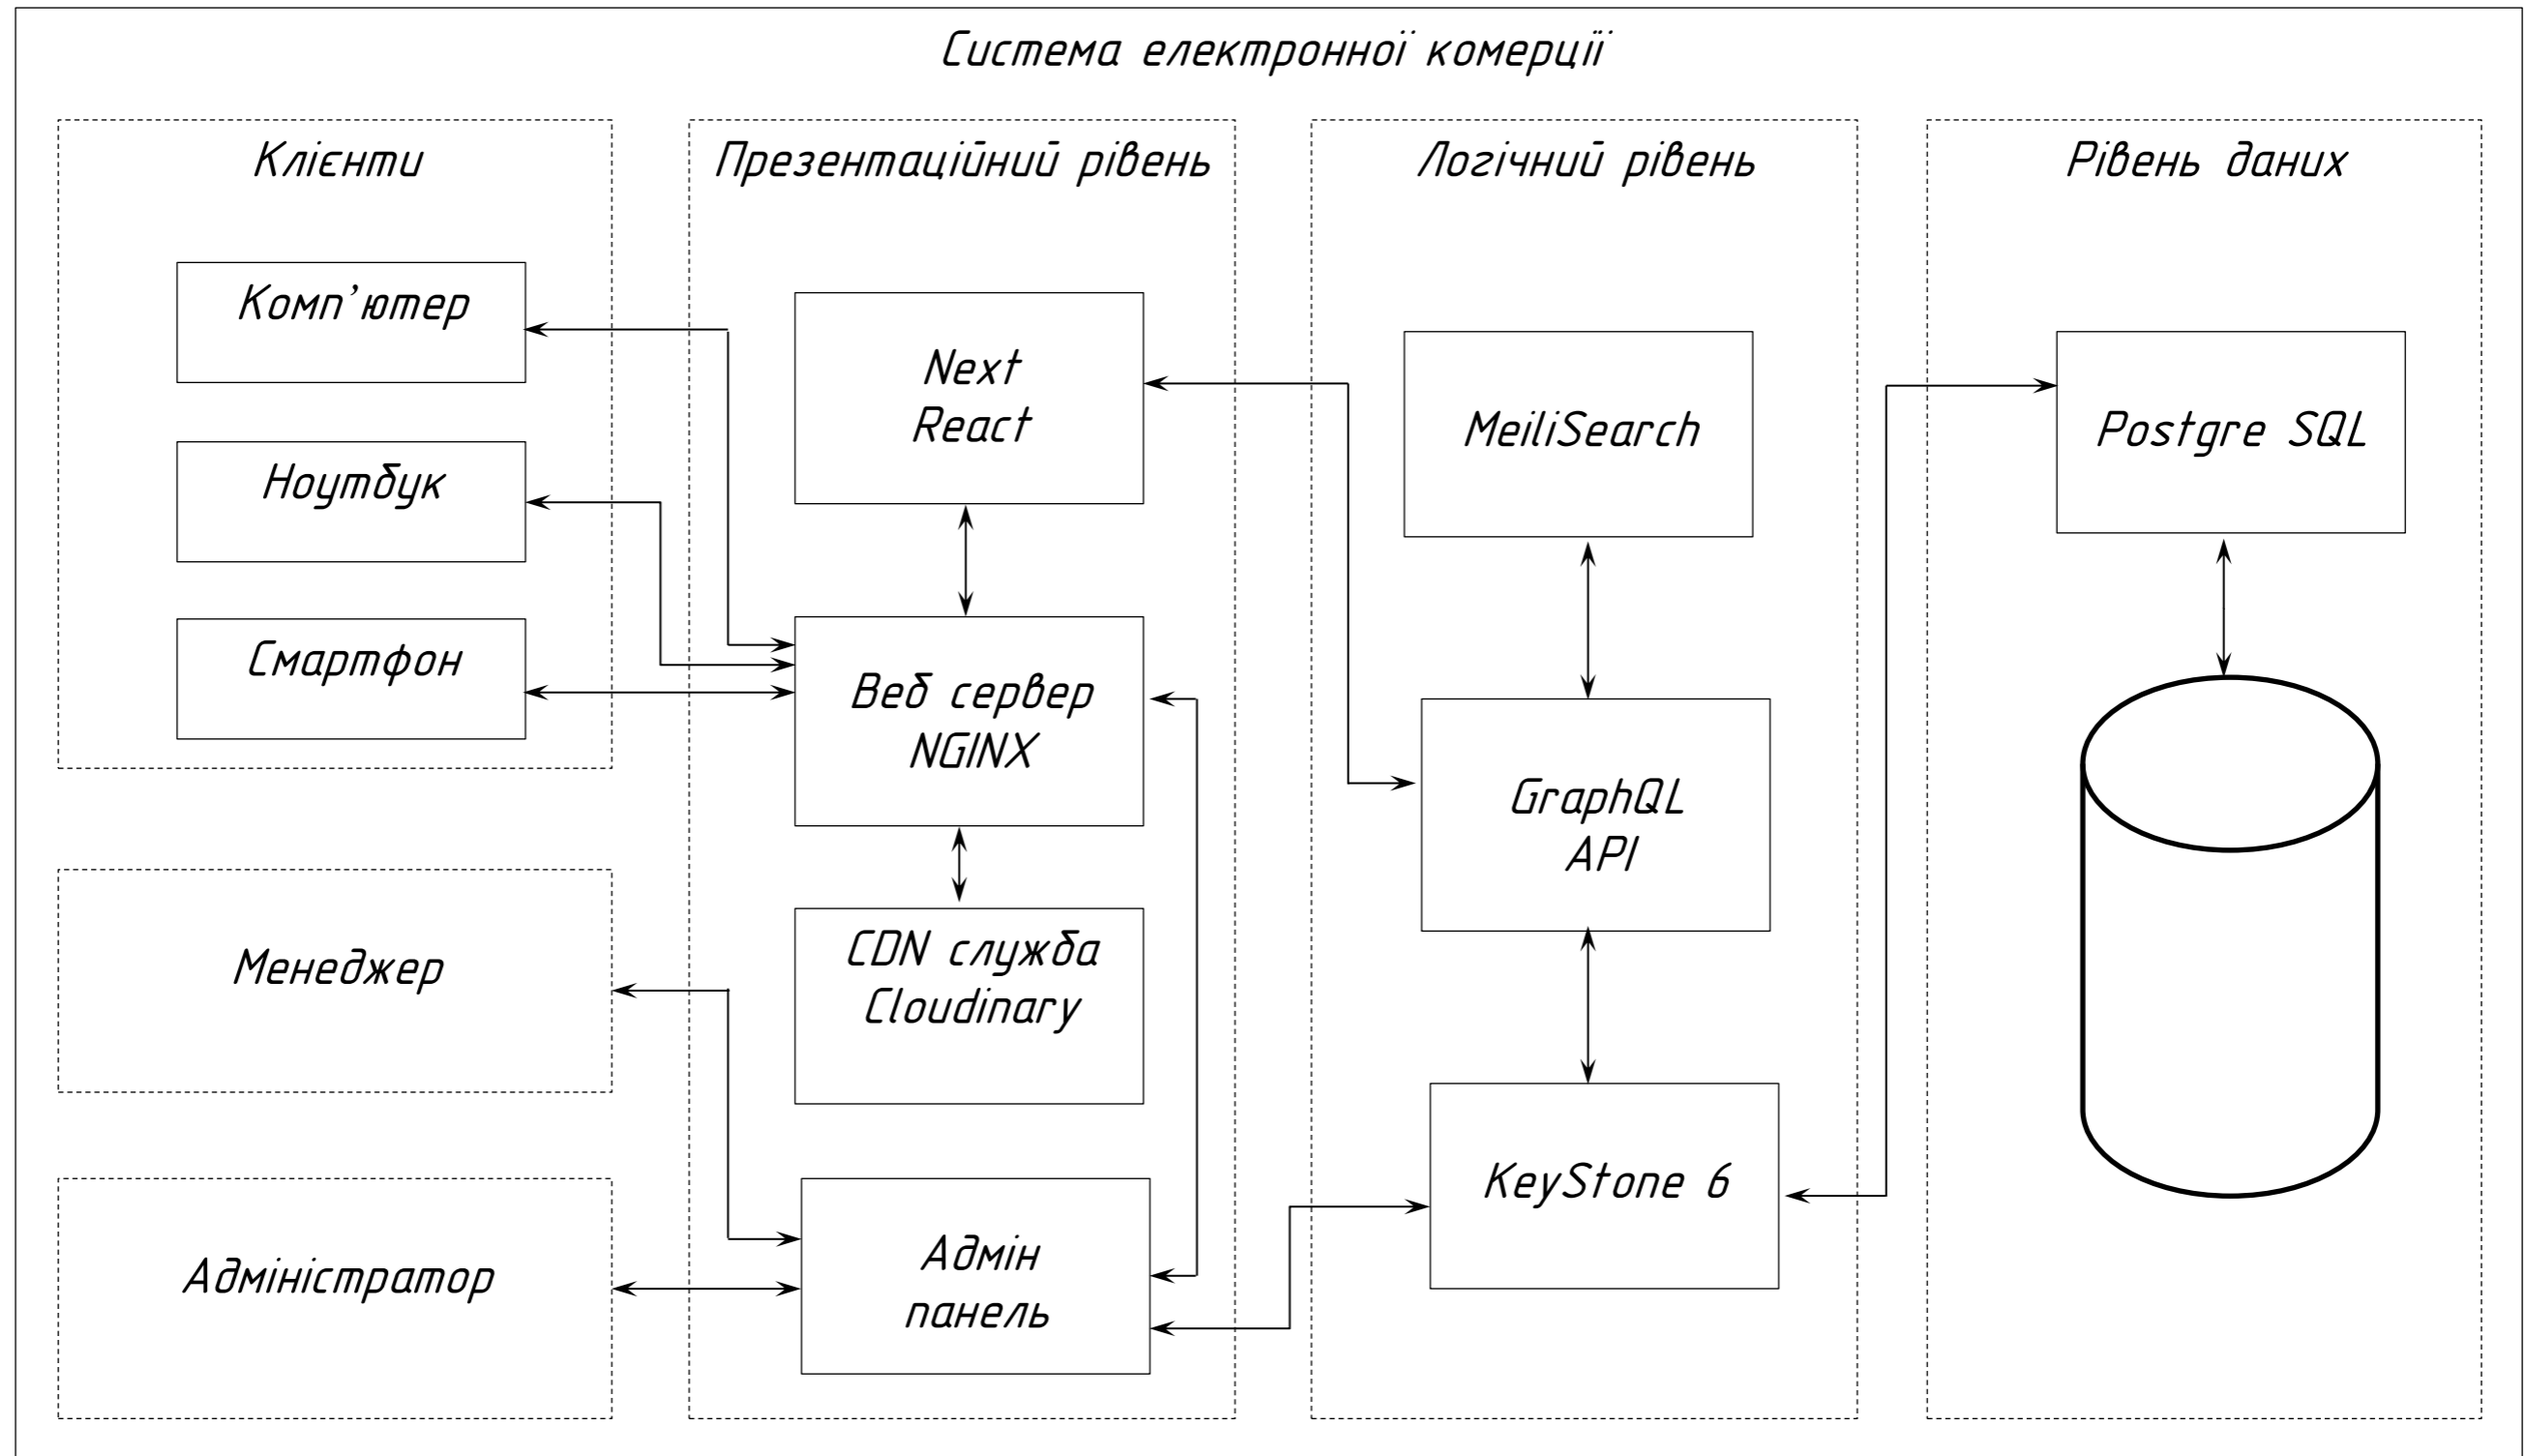 Система електронної комерції
Клієнти
Комп'ютер
Ноутбук
Смартфон
Менеджер
Адміністратор
Презентаційний рівень
Next
React
Веб сервер
NGINX
CDN служба
Cloudinary
Адмін
панель
Логічний рівень
MeiliSearch
GraphQL
API
KeyStone 6
Рівень даних
Postgre SQL